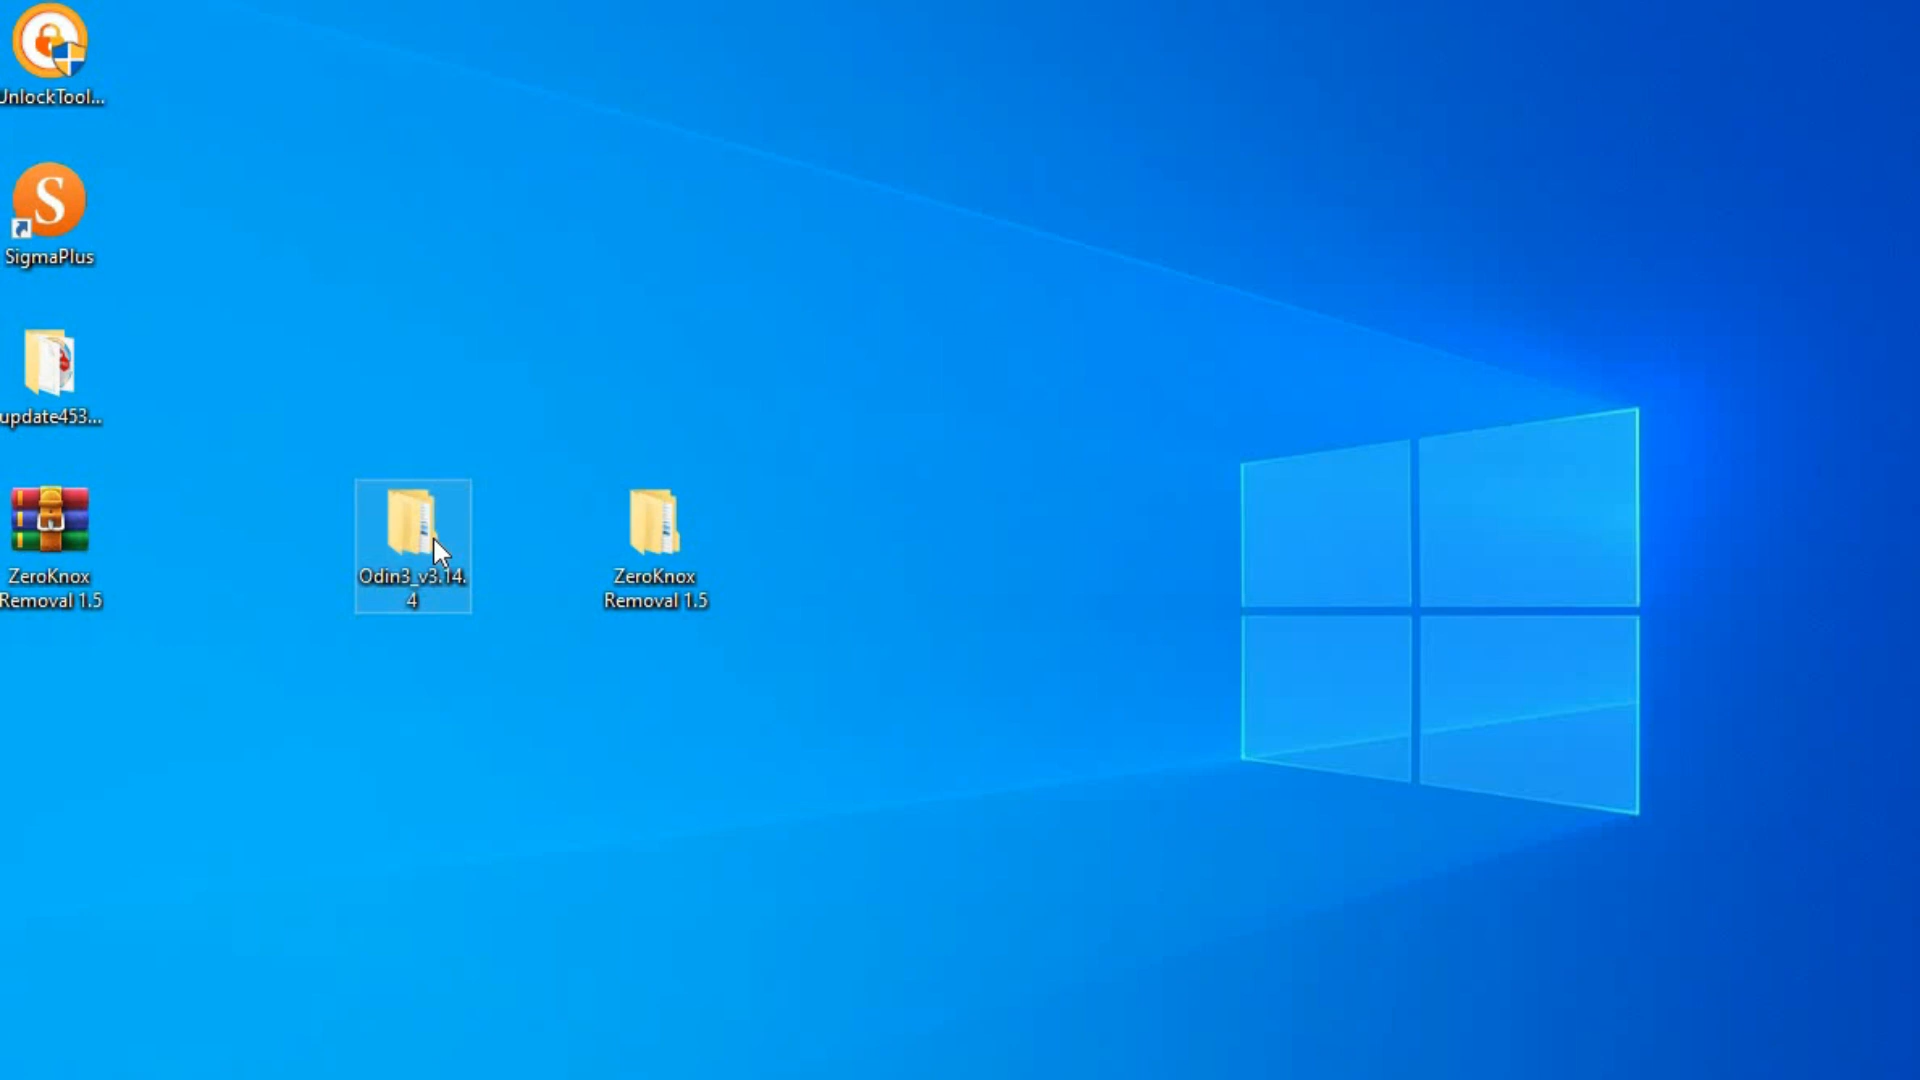 UnlockTool...
S
SigmaPlus
update453...
ZeroKnox
Removal 1.5
Odin3_v3.14.
4
ZeroKnox
Removal 1.5